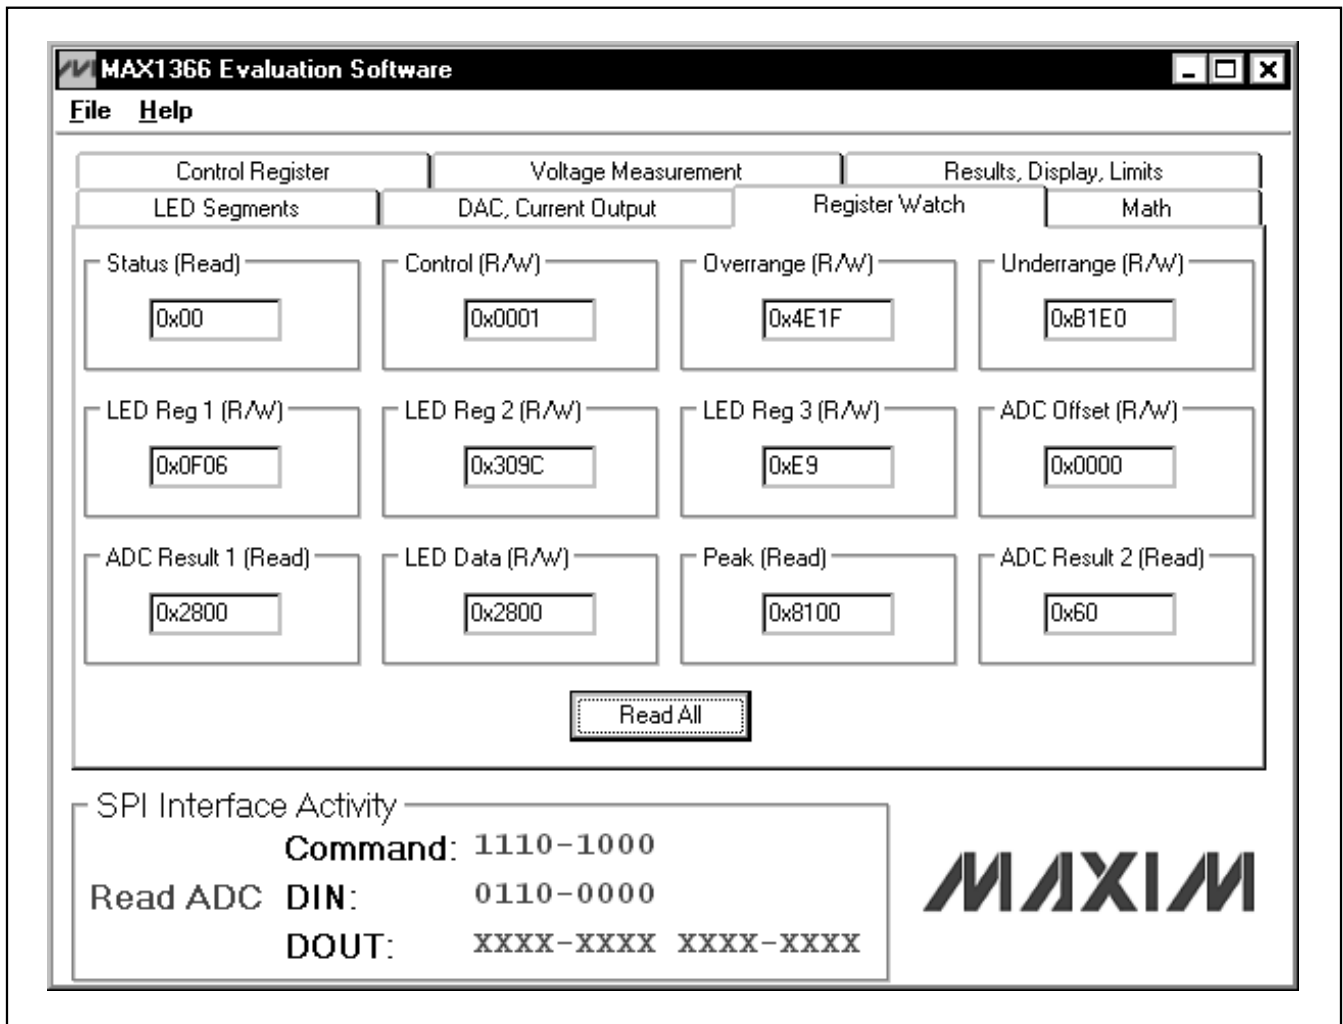 MAX1366 Evaluation Software
File Help
Control Register Voltage Measurement Results, Display, Limits
LED Segments DAC, Current Output Register Watch Math
Status (Read) Control (R/W) Overrange (R/W) Underrange (R/W)
0x00 0x0001 0x4E1F 0xB1E0
LED Reg 1 (R/W) LED Reg 2 (R/W) LED Reg 3 (R/W) ADC Offset (R/W)
0x0F06 0x309C 0xE9 0x0000
ADC Result 1 (Read) LED Data (R/W) Peak (Read) ADC Result 2 (Read)
0x2800 0x2800 0x8100 0x60
Read All
SPI Interface Activity
Command: 1110-1000
Read ADC DIN: 0110-0000
DOUT: XXXX-XXXX XXXX-XXXX
MAXIM